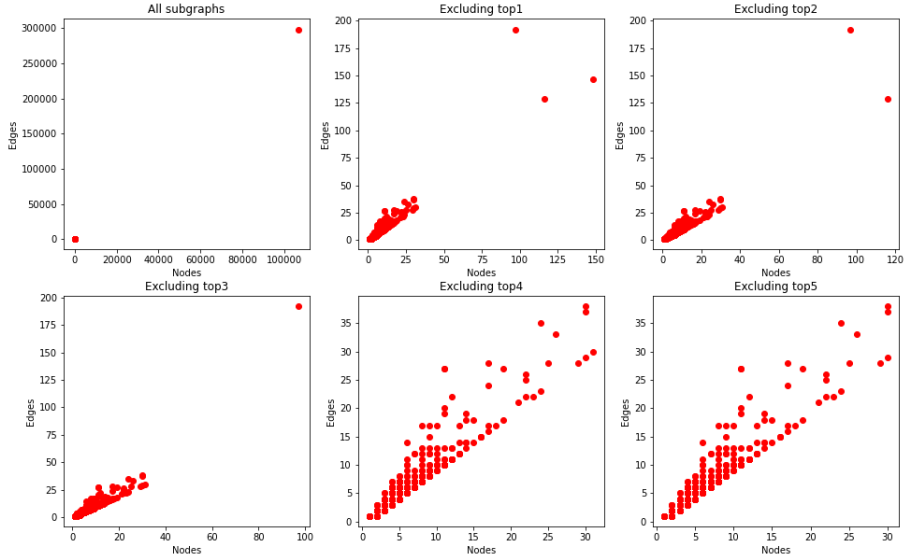 All subgraphs
300000
250000
200000
150000
100000
50000
0
Edges
0 20000 40000 60000 80000 100000
Nodes
Excluding top1
200
175
150
125
100
75
50
25
0
Edges
0 25 50 75 100 125 150
Nodes
Excluding top2
200
175
150
125
100
75
50
25
0
Edges
0 20 40 60 80 100 120
Nodes
Excluding top3
200
175
150
125
100
75
50
25
0
Edges
0 20 40 60 80 100
Nodes
Excluding top4
35
30
25
20
15
10
5
0
Edges
0 5 10 15 20 25 30
Nodes
Excluding top5
35
30
25
20
15
10
5
0
Edges
0 5 10 15 20 25 30
Nodes